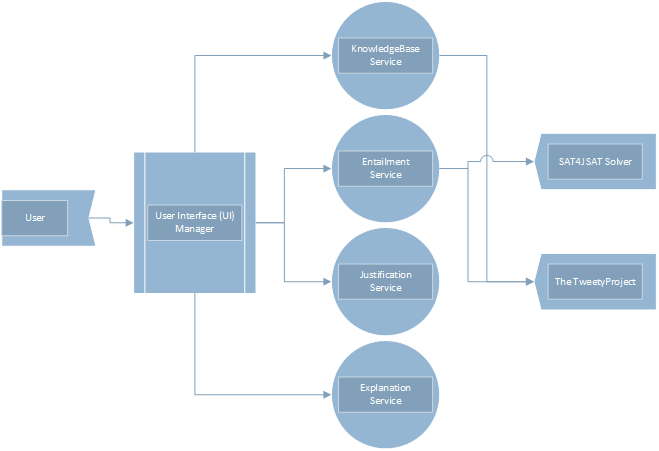 KnowledgeBase
Service
Entailment
Service
SAT4J SAT Solver
User
User Interface (UI)
Manager
Justification
Service
The TweetyProject
Explanation
Service